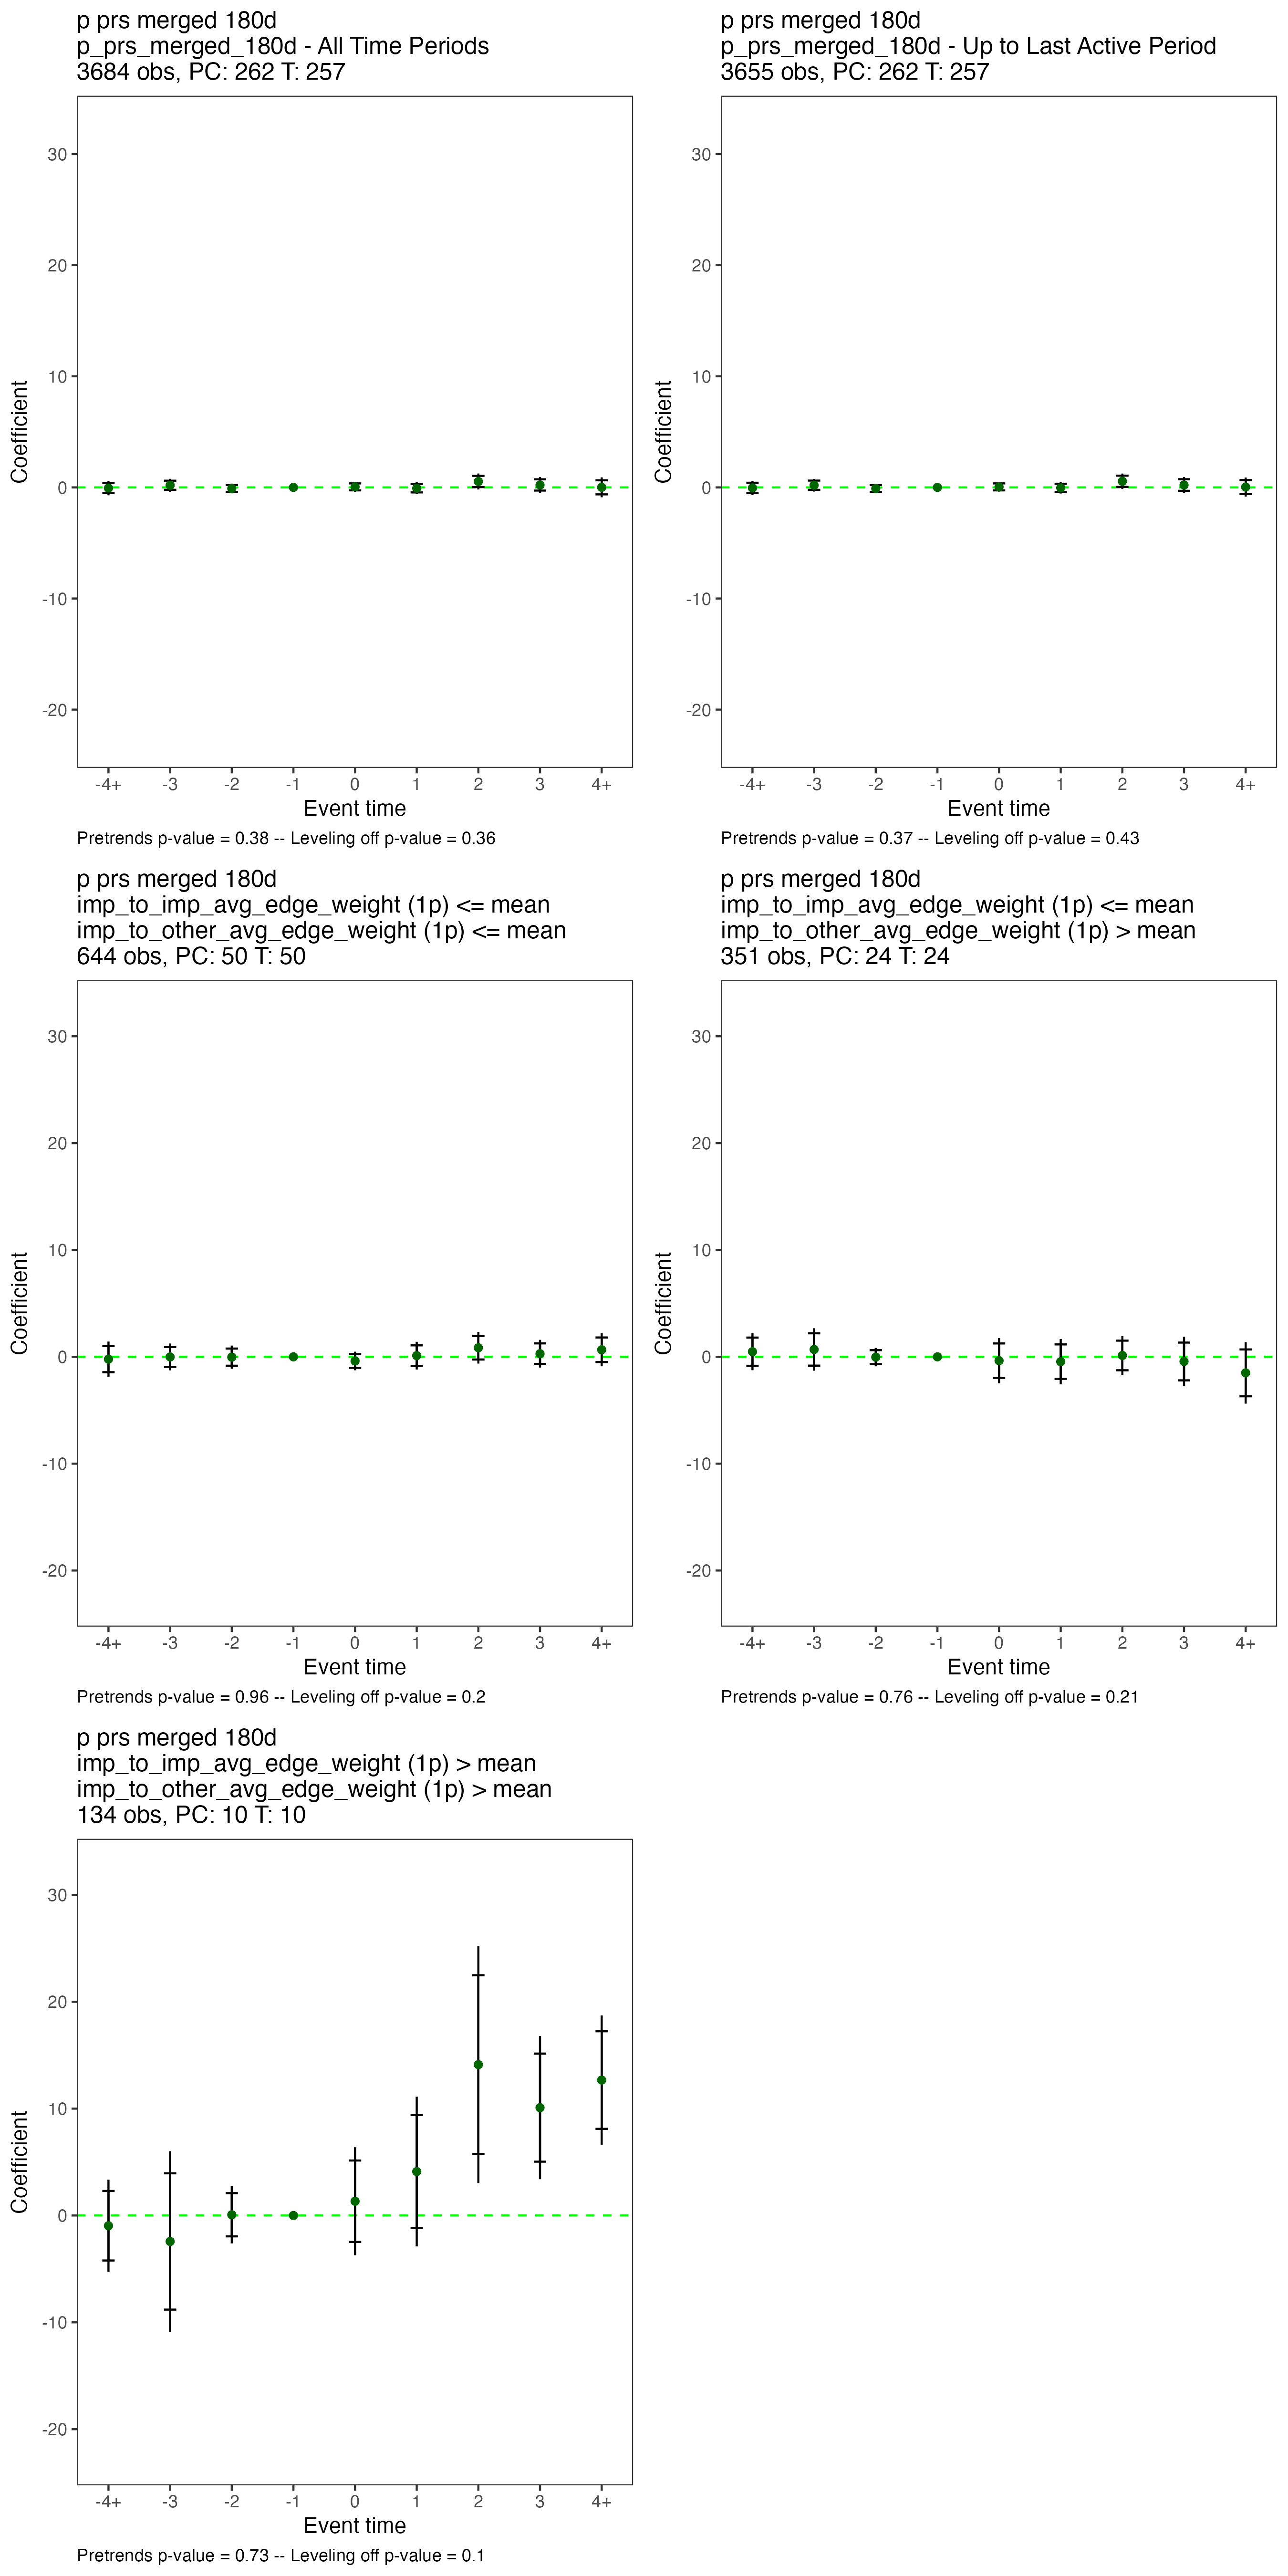 p prs merged 180d
p_prs_merged_180d - All Time Periods
3684 obs, PC: 262 T: 257
30
20
10
0
-10
-20
Coefficient
-4+ -3 -2 -1 0 1 2 3 4+
Event time
Pretrends p-value = 0.38 -- Leveling off p-value = 0.36
p prs merged 180d
p_prs_merged_180d - Up to Last Active Period
3655 obs, PC: 262 T: 257
30
20
10
0
-10
-20
Coefficient
-4+ -3 -2 -1 0 1 2 3 4+
Event time
Pretrends p-value = 0.37 -- Leveling off p-value = 0.43
p prs merged 180d
imp_to_imp_avg_edge_weight (1p) <= mean
imp_to_other_avg_edge_weight (1p) <= mean
644 obs, PC: 50 T: 50
30
20
10
0
-10
-20
Coefficient
-4+ -3 -2 -1 0 1 2 3 4+
Event time
Pretrends p-value = 0.96 -- Leveling off p-value = 0.2
p prs merged 180d
imp_to_imp_avg_edge_weight (1p) <= mean
imp_to_other_avg_edge_weight (1p) > mean
351 obs, PC: 24 T: 24
30
20
10
0
-10
-20
Coefficient
-4+ -3 -2 -1 0 1 2 3 4+
Event time
Pretrends p-value = 0.76 -- Leveling off p-value = 0.21
p prs merged 180d
imp_to_imp_avg_edge_weight (1p) > mean
imp_to_other_avg_edge_weight (1p) > mean
134 obs, PC: 10 T: 10
30
20
10
0
-10
-20
Coefficient
-4+ -3 -2 -1 0 1 2 3 4+
Event time
Pretrends p-value = 0.73 -- Leveling off p-value = 0.1